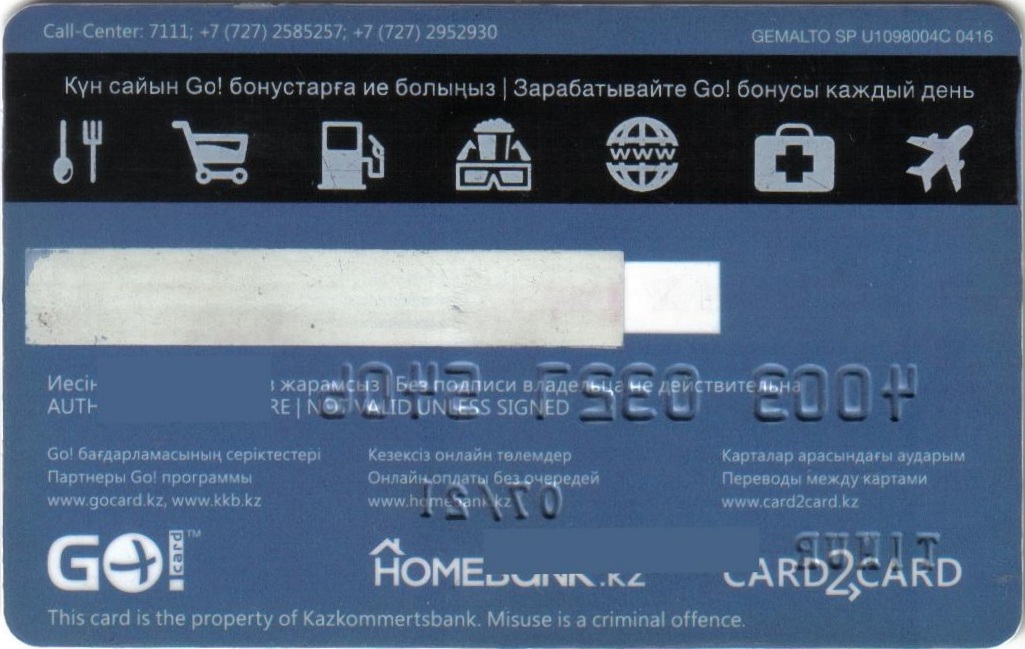 Call-Center: 7111; +7 (727) 2585257; +7 (727) 2952930
GEMALTO SP U1098004C 0416
Күн сайын Go! бонустарға ие болыңыз | Зарабатывайте Go! бонусы каждый день
www
жарамсыз | Без подписи владельца не действительна
NOT VALID UNLESS SIGNED
Go! бағдарламасының серіктестері
Партнеры Go! программы
www.gocard.kz, www.kkb.kz
Кезексіз онлайн төлемдер
Онлайн оплаты без очередей
www.homebank.kz
Карталар арасындағы аударым
Переводы между картами
www.card2card.kz
GO! card ™
HOMEBANK.KZ
CARD2CARD
This card is the property of Kazkommertsbank. Misuse is a criminal offence.